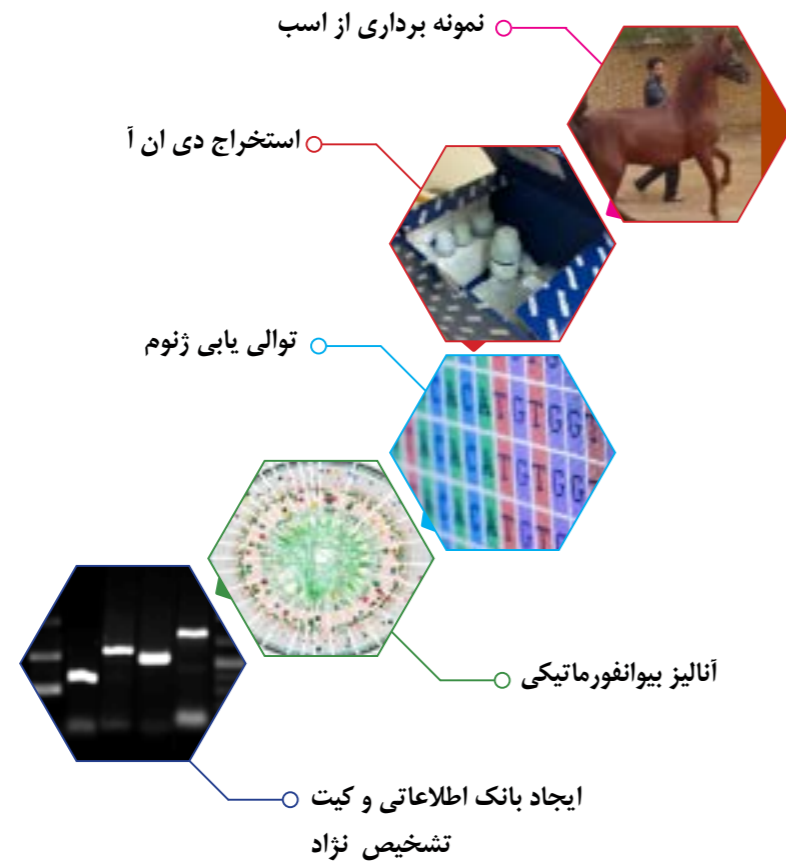 نمونه برداری از اسب
استخراج دی ان آ
توالی یابی ژنوم
آنالیز بیوانفورماتیکی
ایجاد بانک اطلاعاتی و کیت
تشخیص نژاد